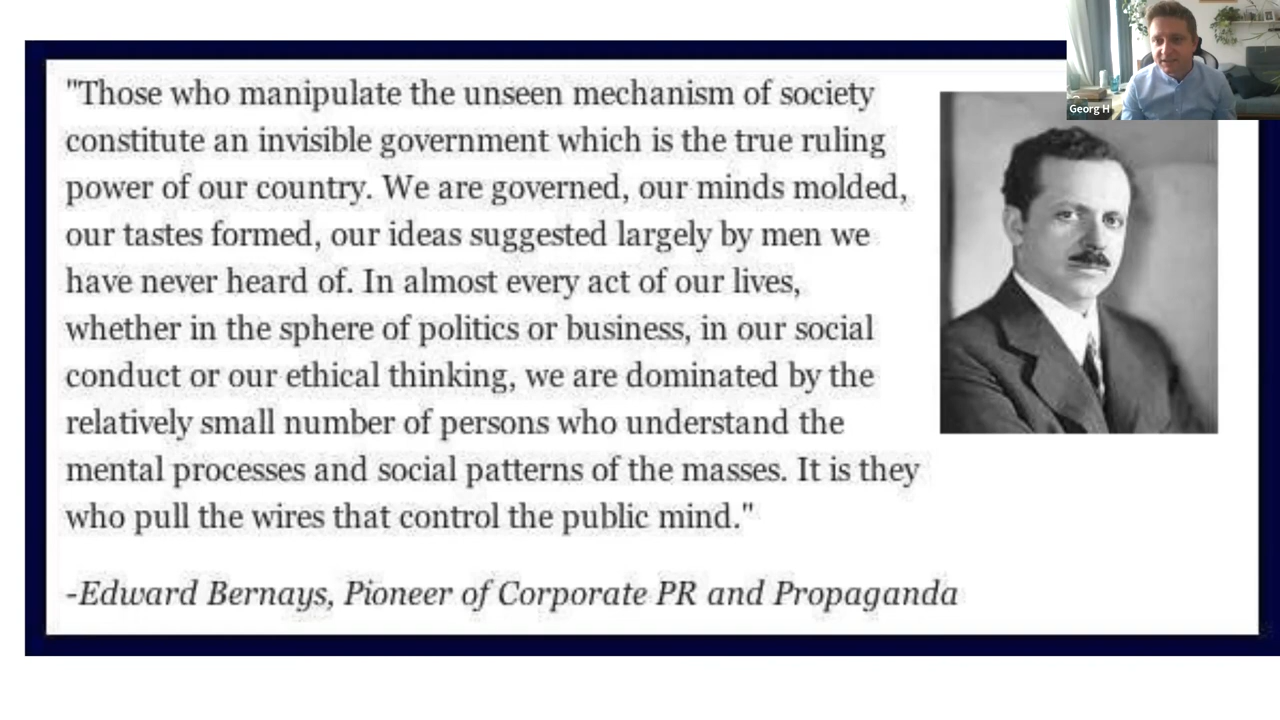 "Those who manipulate the unseen mechanism of society
constitute an invisible government which is the true ruling
power of our country. We are governed, our minds molded,
our tastes formed, our ideas suggested largely by men we
have never heard of. In almost every act of our lives,
whether in the sphere of politics or business, in our social
conduct or our ethical thinking, we are dominated by the
relatively small number of persons who understand the
mental processes and social patterns of the masses. It is they
who pull the wires that control the public mind."
-Edward Bernays, Pioneer of Corporate PR and Propaganda
Georg H